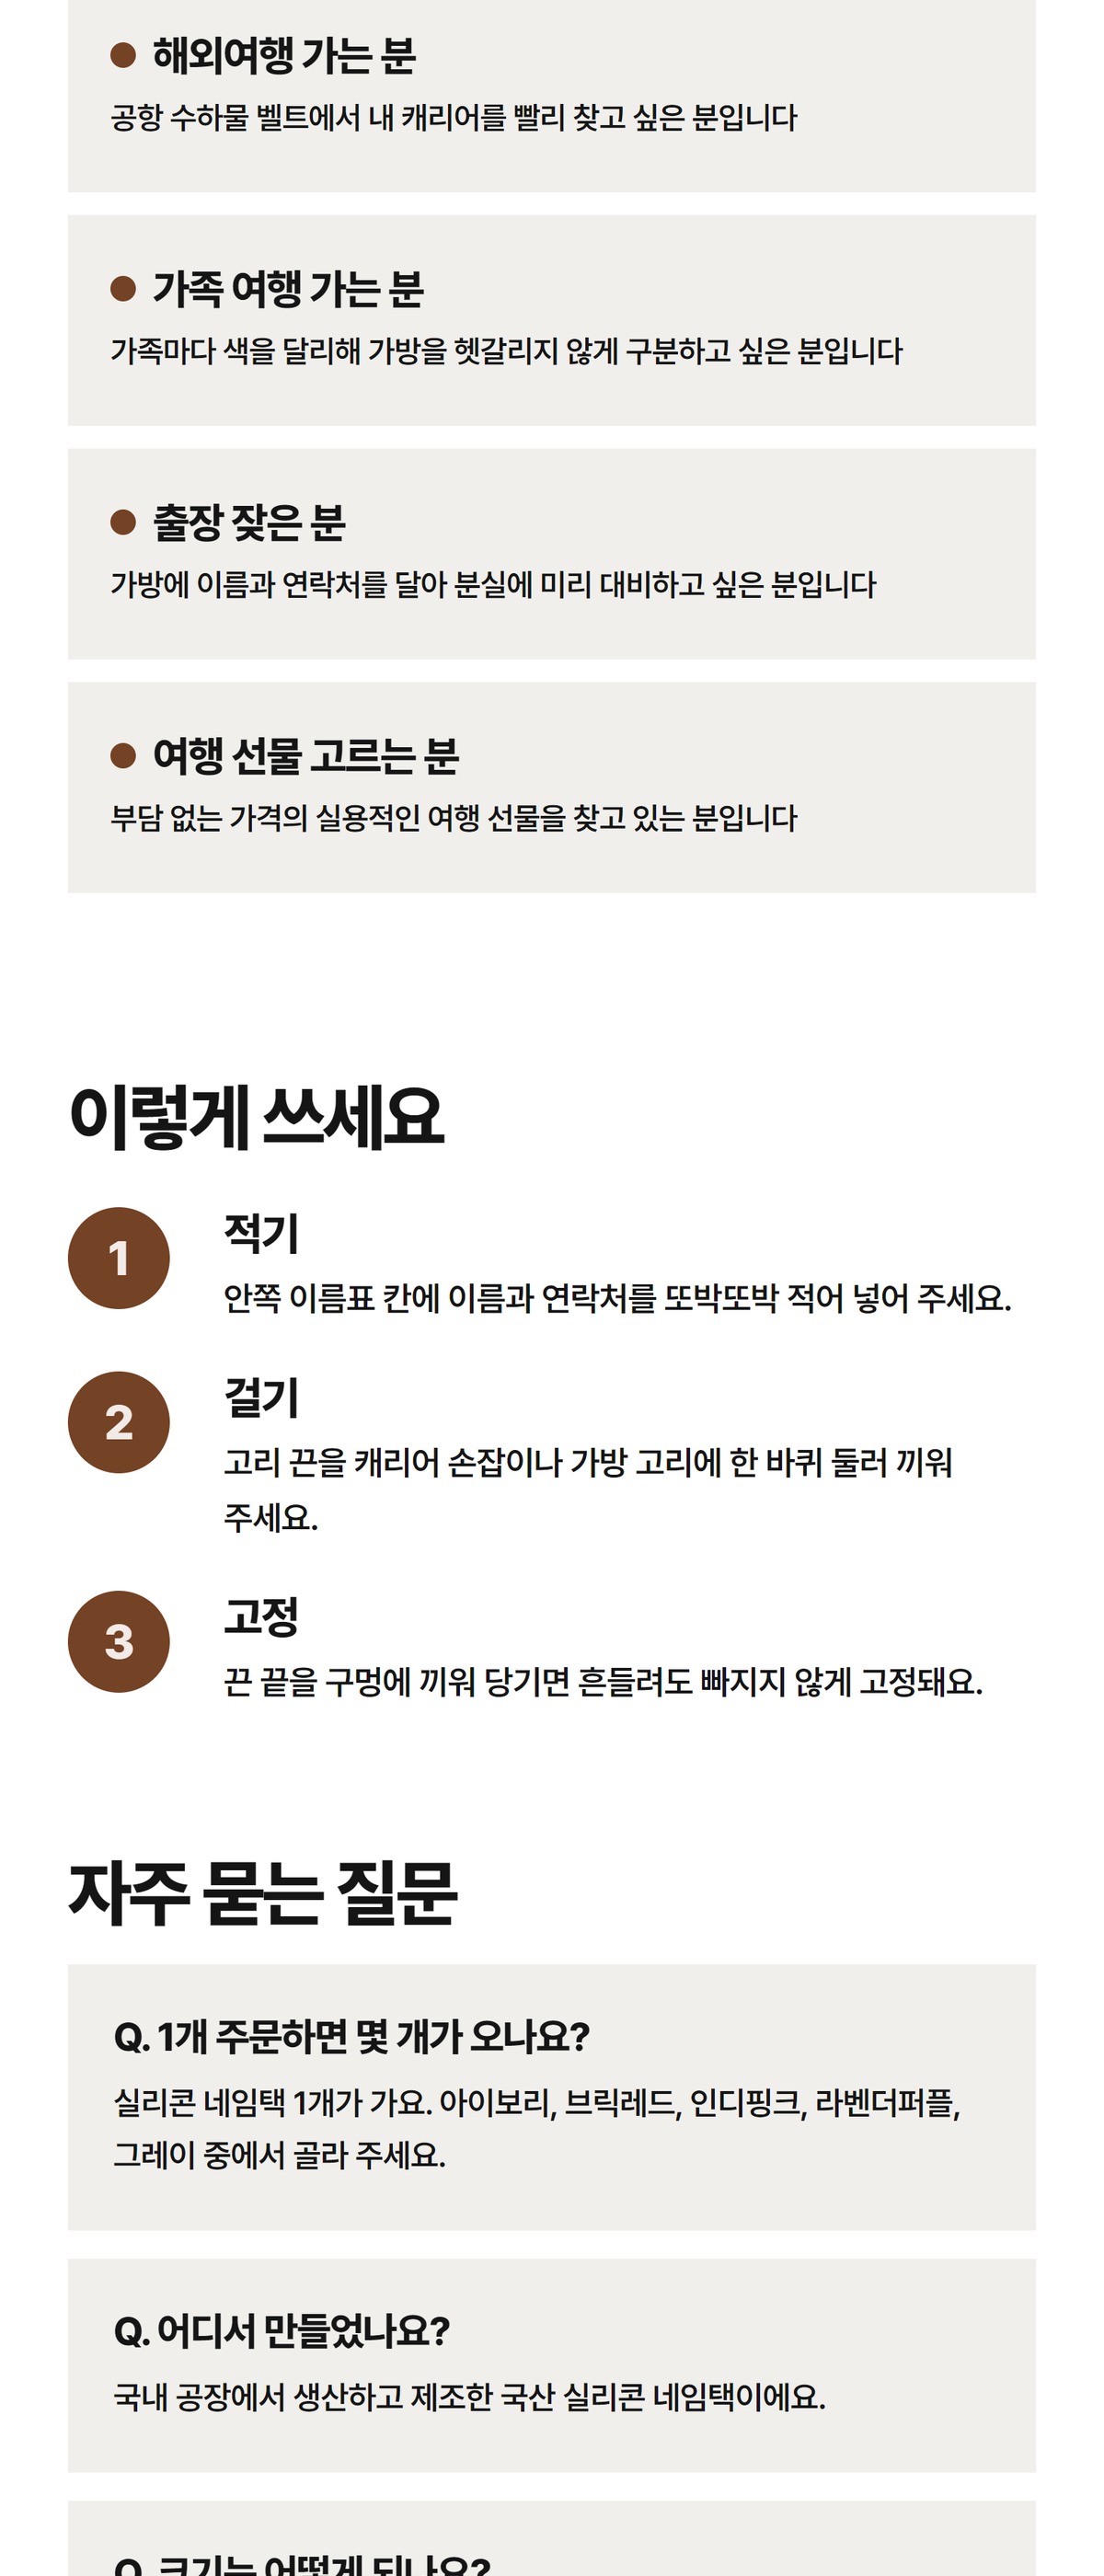 해외여행 가는 분
공항 수하물 벨트에서 내 캐리어를 빨리 찾고 싶은 분입니다
가족 여행 가는 분
가족마다 색을 달리해 가방을 헷갈리지 않게 구분하고 싶은 분입니다
출장 잦은 분
가방에 이름과 연락처를 달아 분실에 미리 대비하고 싶은 분입니다
여행 선물 고르는 분
부담 없는 가격의 실용적인 여행 선물을 찾고 있는 분입니다
이렇게 쓰세요
1
적기
안쪽 이름표 칸에 이름과 연락처를 또박또박 적어 넣어 주세요.
2
걸기
고리 끈을 캐리어 손잡이나 가방 고리에 한 바퀴 둘러 끼워
주세요.
3
고정
끈 끝을 구멍에 끼워 당기면 흔들려도 빠지지 않게 고정돼요.
자주 묻는 질문
Q. 1개 주문하면 몇 개가 오나요?
실리콘 네임택 1개가 가요. 아이보리, 브릭레드, 인디핑크, 라벤더퍼플,
그레이 중에서 골라 주세요.
Q. 어디서 만들었나요?
국내 공장에서 생산하고 제조한 국산 실리콘 네임택이에요.
Q. 크기는 어떻게 되나요?